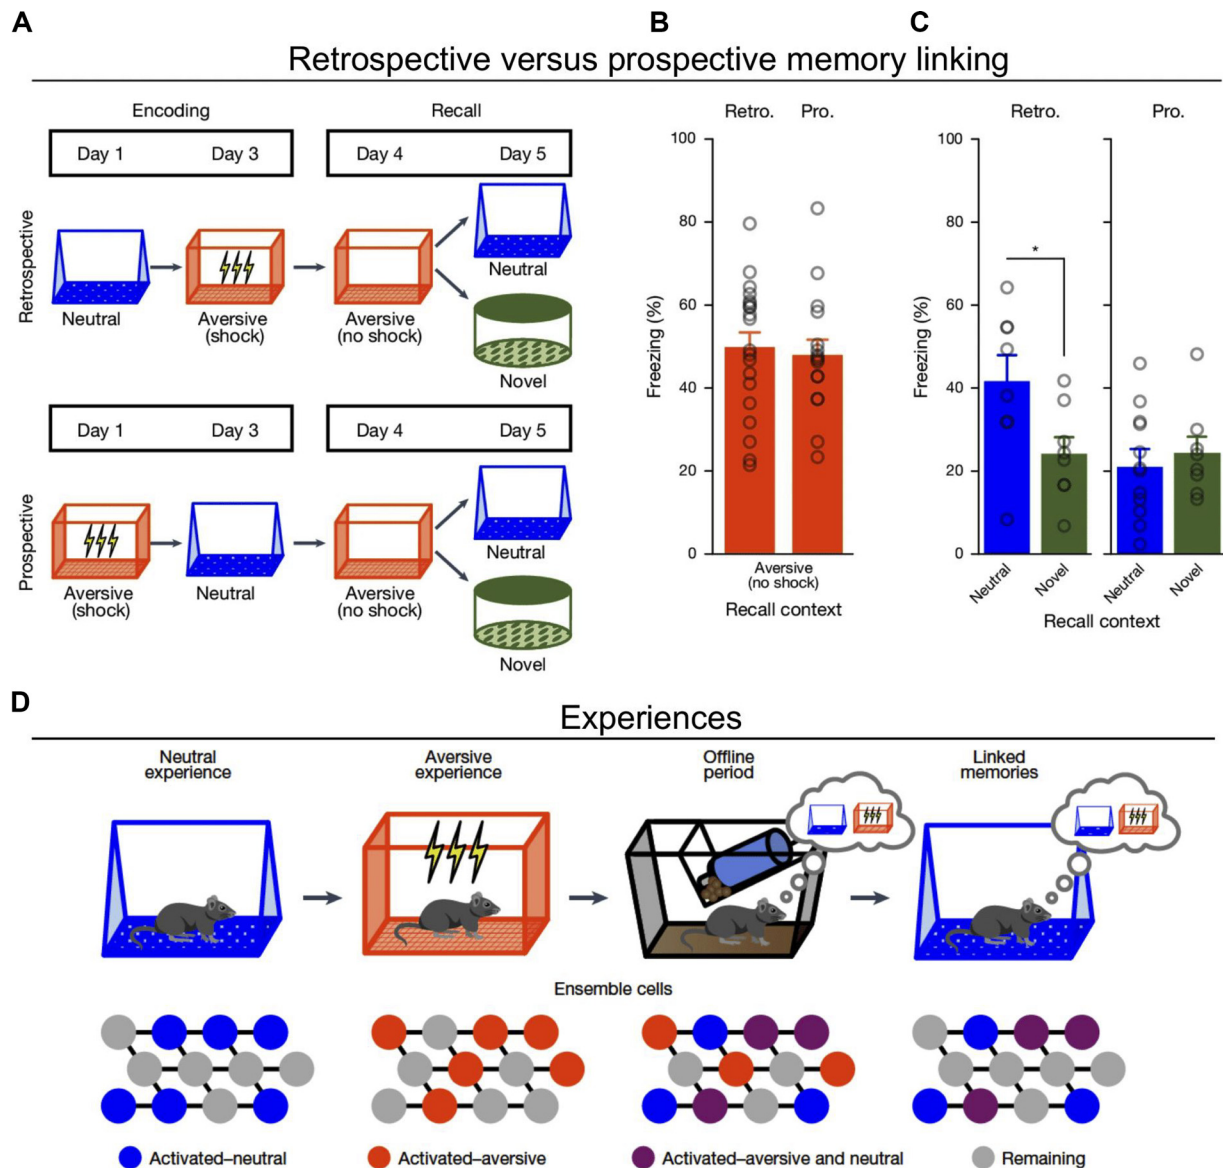 A
B
C
Retrospective versus prospective memory linking
Encoding
Recall
Day 1
Day 3
Day 4
Day 5
Retrospective
Neutral
Aversive
(shock)
Aversive
(no shock)
Neutral
Novel
Day 1
Day 3
Day 4
Day 5
Prospective
Aversive
(shock)
Neutral
Aversive
(no shock)
Neutral
Novel
Retro.
Pro.
Freezing (%)
100
80
60
40
20
0
Aversive
(no shock)
Recall context
Retro.
Pro.
Freezing (%)
100
80
60
40
20
0
*
Neutral
Novel
Neutral
Novel
Recall context
D
Experiences
Neutral
experience
Aversive
experience
Offline
period
Linked
memories
Ensemble cells
Activated–neutral
Activated–aversive
Activated–aversive and neutral
Remaining